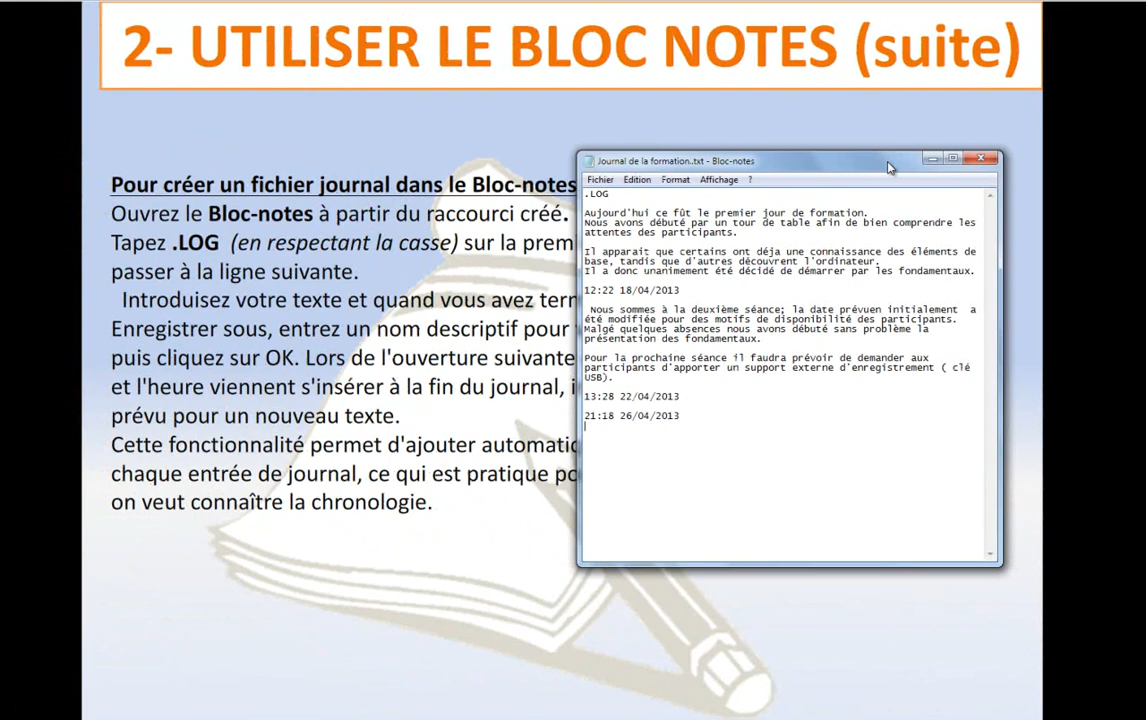 2- UTILISER LE BLOC NOTES (suite)
Pour créer un fichier journal dans le Bloc-notes
Ouvrez le Bloc-notes à partir du raccourci créé.
Tapez .LOG (en respectant la casse) sur la prem
passer à la ligne suivante.
Introduisez votre texte et quand vous avez tern
Enregistrer sous, entrez un nom descriptif pour
puis cliquez sur OK. Lors de l'ouverture suivante
et l'heure viennent s'insérer à la fin du journal, i
prévu pour un nouveau texte.
Cette fonctionnalité permet d'ajouter automatic
chaque entrée de journal, ce qui est pratique po
on veut connaître la chronologie.
Journal de la formation..txt - Bloc-notes
Fichier Edition Format Affichage ?
.LOG
Aujourd'hui ce fût le premier jour de formation.
Nous avons débuté par un tour de table afin de bien comprendre les
attentes des participants.
Il apparait que certains ont déja une connaissance des éléments de
base, tandis que d'autres découvrent l'ordinateur.
Il a donc unanimement été décidé de démarrer par les fondamentaux.
12:22 18/04/2013
Nous sommes à la deuxième séance; la date prévuen initialement a
été modifiée pour des motifs de disponibilité des participants.
Malgé quelques absences nous avons débuté sans problème la
présentation des fondamentaux.
Pour la prochaine séance il faudra prévoir de demander aux
participants d'apporter un support externe d'enregistrement ( clé
USB).
13:28 22/04/2013
21:18 26/04/2013